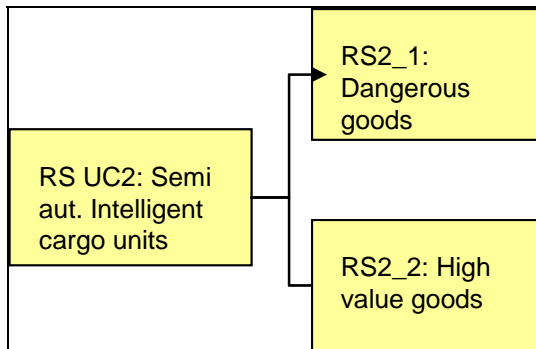 RS2_1:
Dangerous
goods
RS UC2: Semi
aut. Intelligent
cargo units
RS2_2: High
value goods